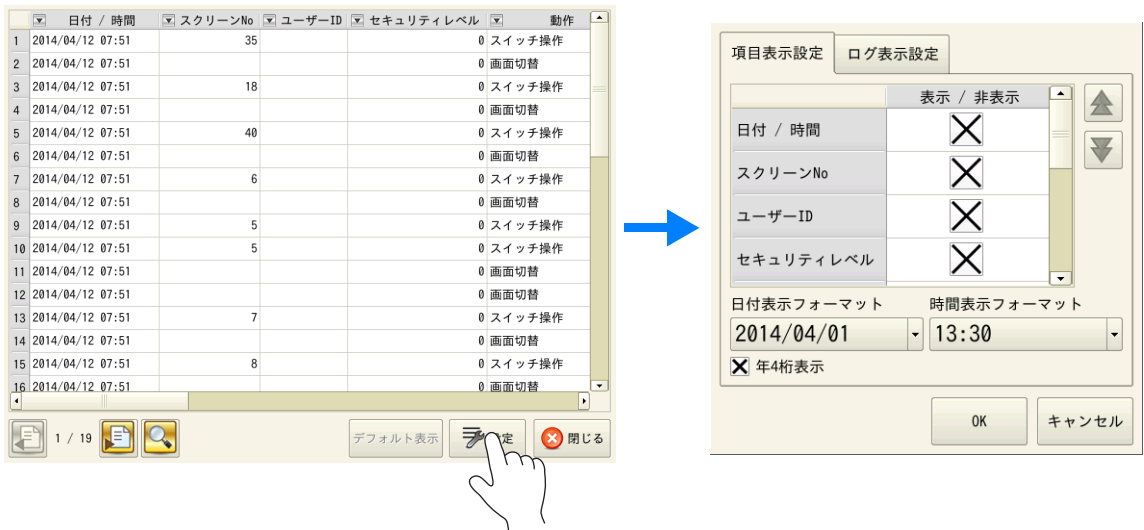 日付 / 時間 スクリーンNo ユーザーID セキュリティレベル 動作
1 2014/04/12 07:51 35 0 スイッチ操作
2 2014/04/12 07:51 0 画面切替
3 2014/04/12 07:51 18 0 スイッチ操作
4 2014/04/12 07:51 0 画面切替
5 2014/04/12 07:51 40 0 スイッチ操作
6 2014/04/12 07:51 0 画面切替
7 2014/04/12 07:51 6 0 スイッチ操作
8 2014/04/12 07:51 0 画面切替
9 2014/04/12 07:51 5 0 スイッチ操作
10 2014/04/12 07:51 5 0 スイッチ操作
11 2014/04/12 07:51 0 画面切替
12 2014/04/12 07:51 0 画面切替
13 2014/04/12 07:51 7 0 スイッチ操作
14 2014/04/12 07:51 0 画面切替
15 2014/04/12 07:51 8 0 スイッチ操作
16 2014/04/12 07:51 0 画面切替
1 / 19 デフォルト表示 定 閉じる
項目表示設定 ログ表示設定
表示 / 非表示
日付 / 時間
スクリーンNo
ユーザーID
セキュリティレベル
日付表示フォーマット 時間表示フォーマット
2014/04/01 13:30
年4桁表示
OK キャンセル